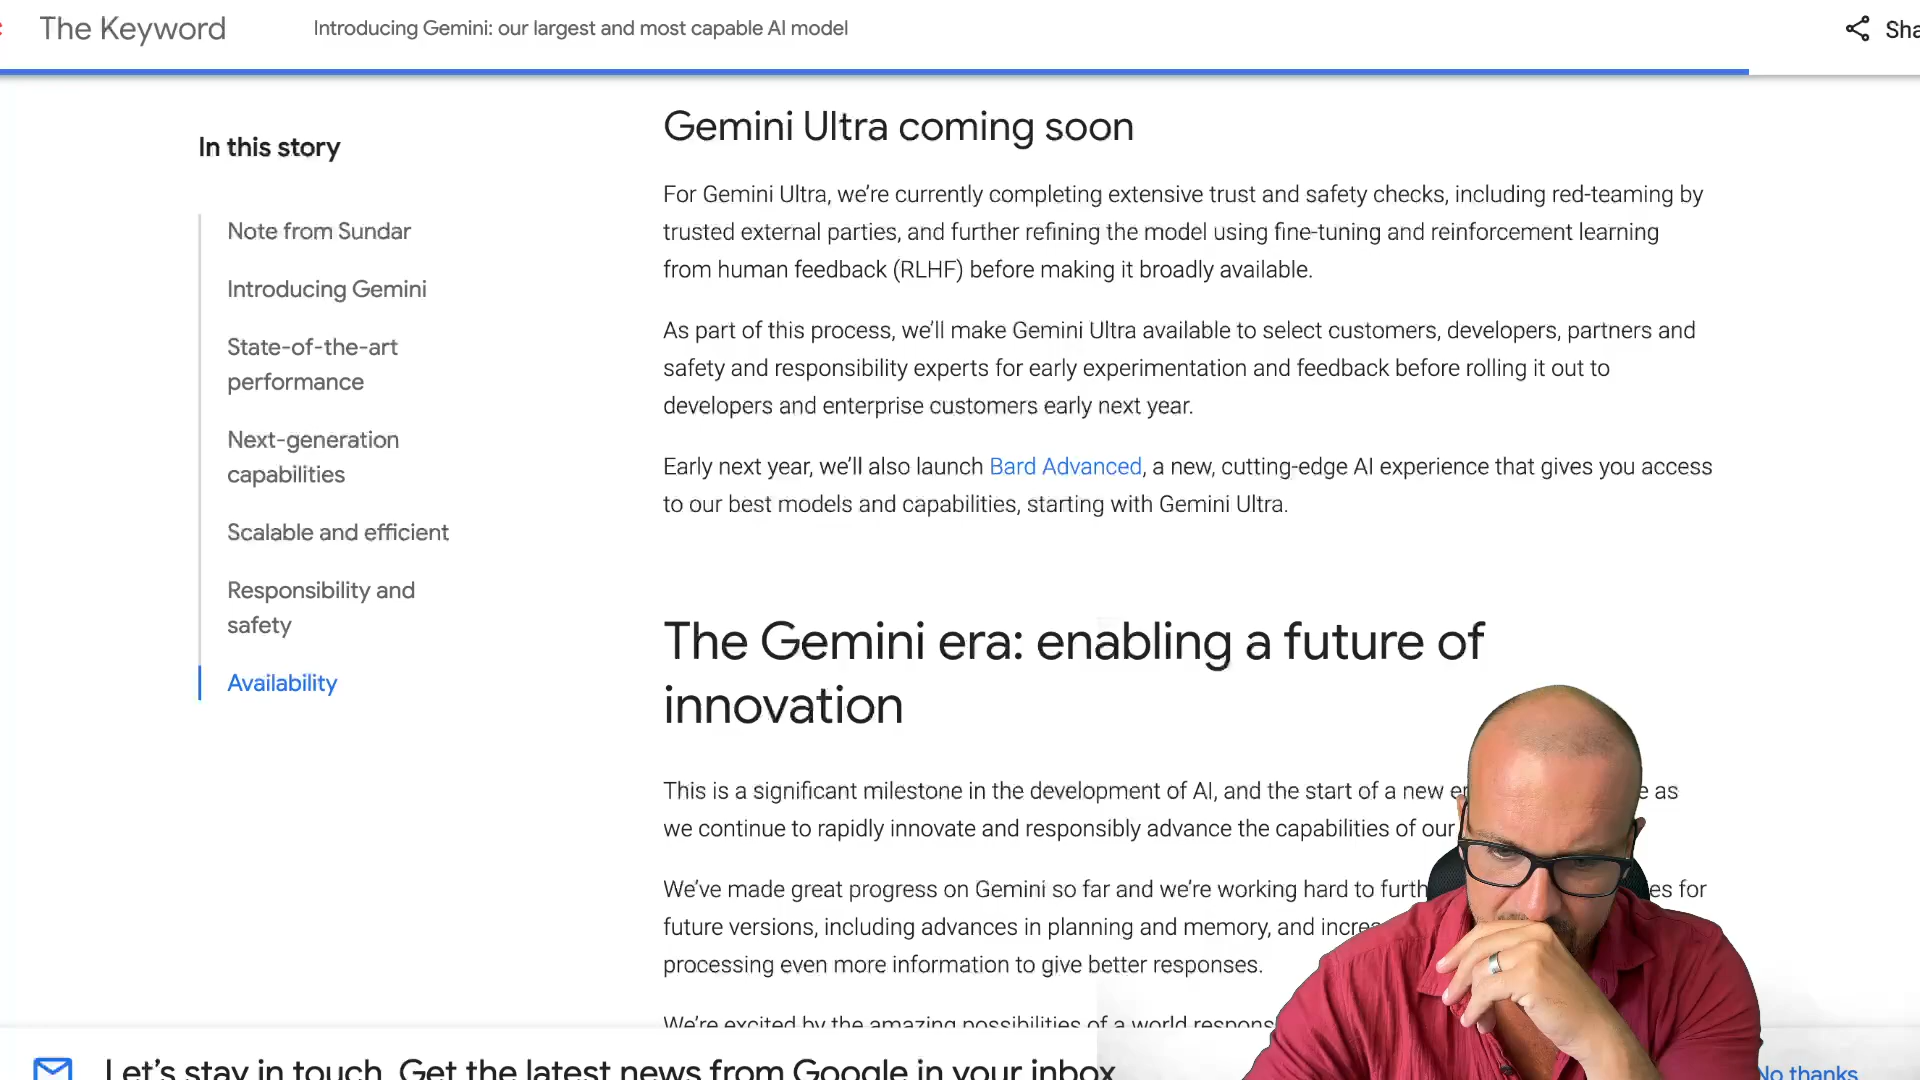 The Keyword
Introducing Gemini: our largest and most capable AI model
In this story
Note from Sundar
Introducing Gemini
State-of-the-art
performance
Next-generation
capabilities
Scalable and efficient
Responsibility and
safety
Availability
Gemini Ultra coming soon
For Gemini Ultra, we’re currently completing extensive trust and safety checks, including red-teaming by
trusted external parties, and further refining the model using fine-tuning and reinforcement learning
from human feedback (RLHF) before making it broadly available.
As part of this process, we’ll make Gemini Ultra available to select customers, developers, partners and
safety and responsibility experts for early experimentation and feedback before rolling it out to
developers and enterprise customers early next year.
Early next year, we’ll also launch Bard Advanced, a new, cutting-edge AI experience that gives you access
to our best models and capabilities, starting with Gemini Ultra.
The Gemini era: enabling a future of
innovation
This is a significant milestone in the development of AI, and the start of a new as
we continue to rapidly innovate and responsibly advance the capabilities of our
We’ve made great progress on Gemini so far and we’re working hard to for
future versions, including advances in planning and memory, and
processing even more information to give better responses.
We’re excited by the amazing possibilities of a world
Let’s stay in touch. Get the latest news from Google in your inbox
No thanks